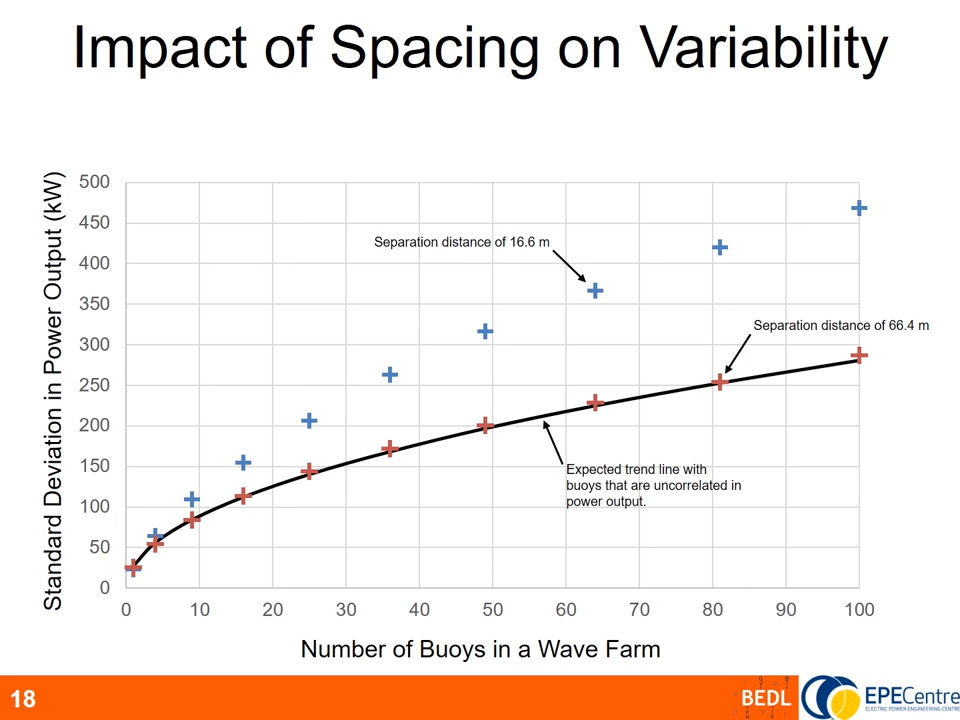 Impact of Spacing on Variability
Standard Deviation in Power Output (kW)
500
450
400
350
300
250
200
150
100
50
0
Separation distance of 16.6 m
Separation distance of 66.4 m
Expected trend line with
buoys that are uncorrelated in
power output.
0 10 20 30 40 50 60 70 80 90 100
Number of Buoys in a Wave Farm
18
BEDL
EPECentre
ELECTRIC POWER ENGINEERING CENTRE